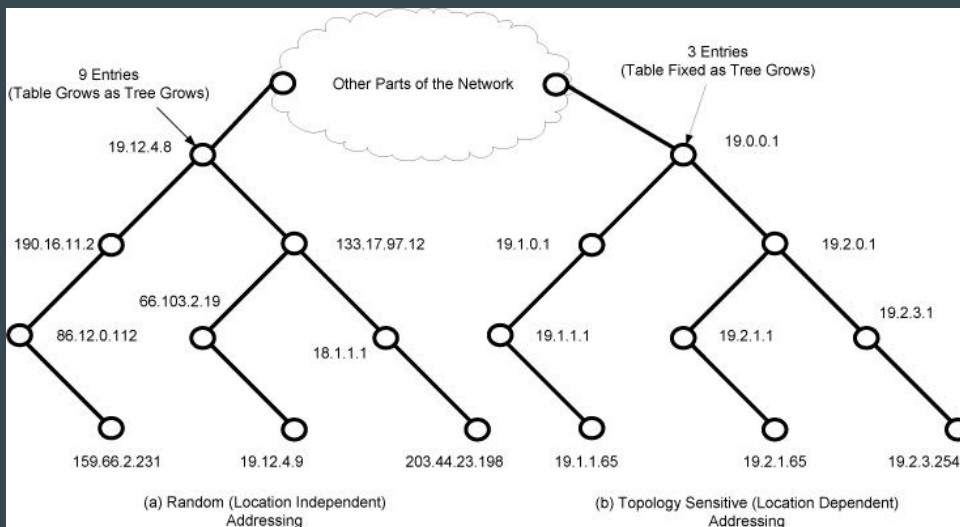 9 Entries
(Table Grows as Tree Grows)
Other Parts of the Network
3 Entries
(Table Fixed as Tree Grows)
19.12.4.8
190.16.11.2
133.17.97.12
66.103.2.19
86.12.0.112
18.1.1.1
159.66.2.231
19.12.4.9
203.44.23.198
(a) Random (Location Independent)
Addressing
19.0.0.1
19.1.0.1
19.2.0.1
19.2.3.1
19.1.1.1
19.2.1.1
19.1.1.65
19.2.1.65
19.2.3.254
(b) Topology Sensitive (Location Dependent)
Addressing